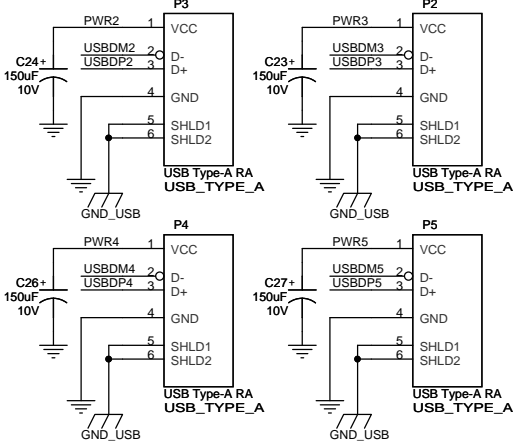 P3
PWR2 1 VCC
USBDM2 2 D-
USBDP2 3 D+
C24 +
150uF
10V
4 GND
5 SHLD1
6 SHLD2
USB Type-A RA
USB_TYPE_A
GND_USB
P2
PWR3 1 VCC
USBDM3 2 D-
USBDP3 3 D+
C23 +
150uF
10V
4 GND
5 SHLD1
6 SHLD2
USB Type-A RA
USB_TYPE_A
GND_USB
P4
PWR4 1 VCC
USBDM4 2 D-
USBDP4 3 D+
C26 +
150uF
10V
4 GND
5 SHLD1
6 SHLD2
USB Type-A RA
USB_TYPE_A
GND_USB
P5
PWR5 1 VCC
USBDM5 2 D-
USBDP5 3 D+
C27 +
150uF
10V
4 GND
5 SHLD1
6 SHLD2
USB Type-A RA
USB_TYPE_A
GND_USB